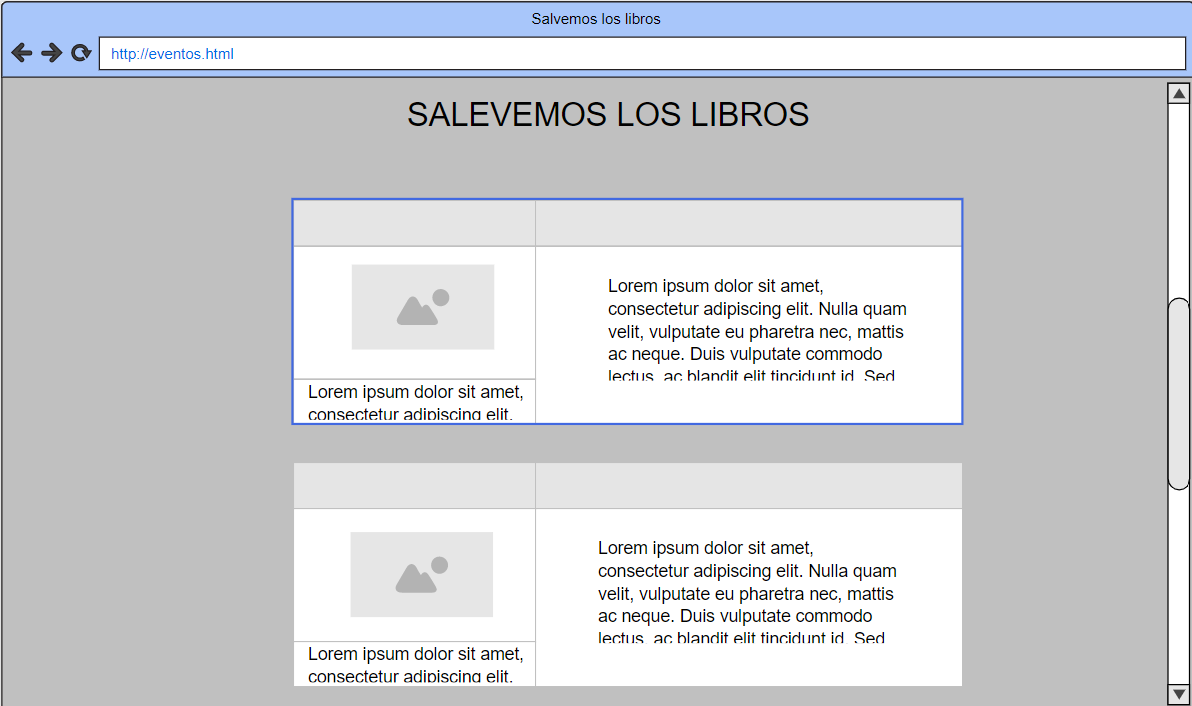 Salvemos los libros
http://eventos.html
SALEVEMOS LOS LIBROS
Lorem ipsum dolor sit amet,
consectetur adipiscing elit. Nulla quam
velit, vulputate eu pharetra nec, mattis
ac neque. Duis vulputate commodo
lectus, ac blandit elit tincidunt id. Sed
Lorem ipsum dolor sit amet,
consectetur adipiscing elit.
Lorem ipsum dolor sit amet,
consectetur adipiscing elit. Nulla quam
velit, vulputate eu pharetra nec, mattis
ac neque. Duis vulputate commodo
lectus, ac blandit elit tincidunt id. Sed
Lorem ipsum dolor sit amet,
consectetur adipiscing elit.